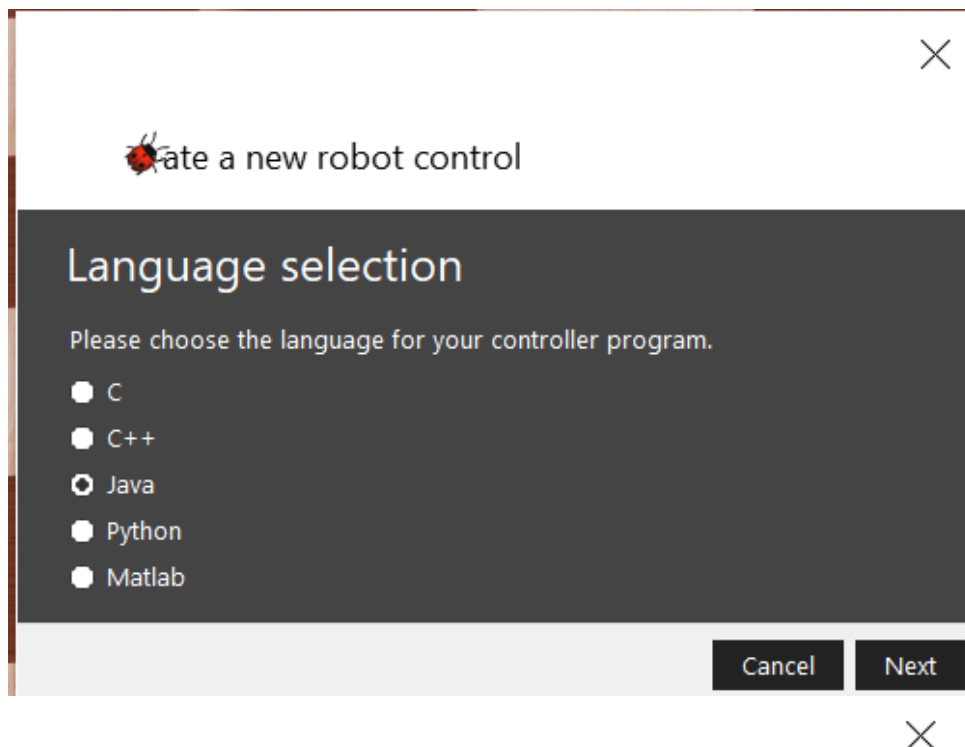 ate a new robot control
Language selection
Please choose the language for your controller program.
C
C++
Java
Python
Matlab
Cancel Next